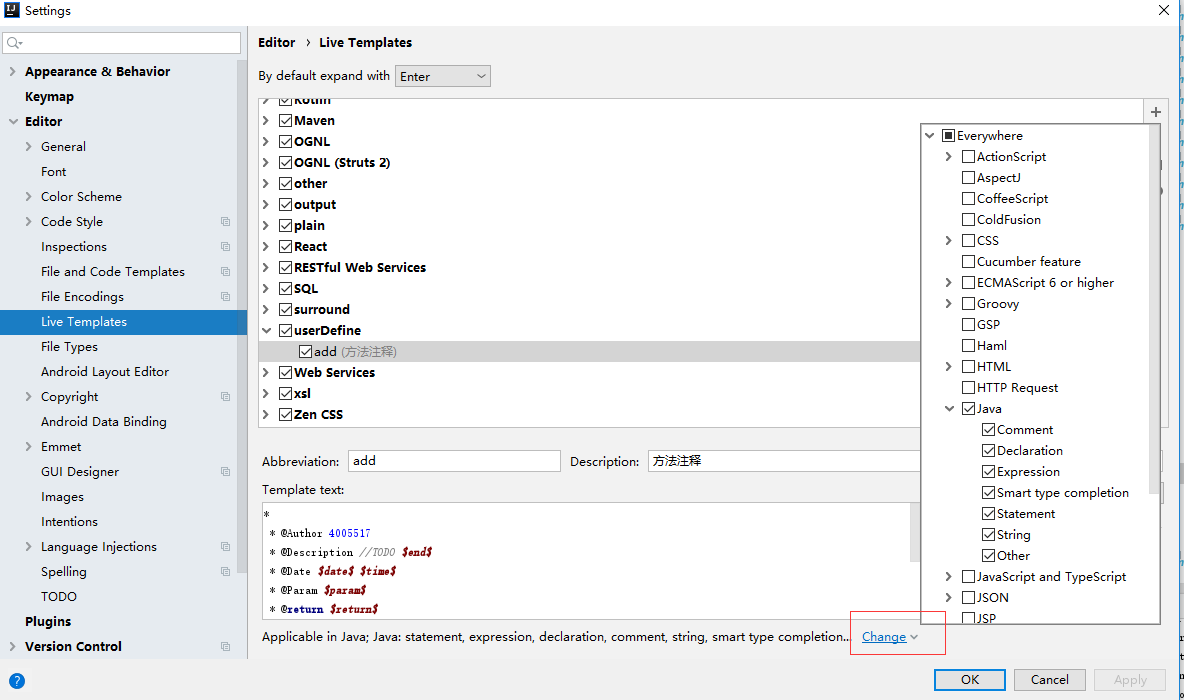 Settings
Appearance & Behavior
Keymap
Editor
General
Font
Color Scheme
Code Style
Inspections
File and Code Templates
File Encodings
Live Templates
File Types
Android Layout Editor
Copyright
Android Data Binding
Emmet
GUI Designer
Images
Intentions
Language Injections
Spelling
TODO
Plugins
Version Control
Editor › Live Templates
By default expand with Enter
Kotlin
Maven
OGNL
OGNL (Struts 2)
other
output
plain
React
RESTful Web Services
SQL
surround
userDefine
add (方法注释)
Web Services
xsl
Zen CSS
Abbreviation: add Description: 方法注释
Template text:
*
* @Author 4005517
* @Description //TODO $end$
* @Date $date$ $time$
* @Param $param$
* @return $return$
Applicable in Java; Java: statement, expression, declaration, comment, string, smart type completion... Change
Everywhere
ActionScript
AspectJ
CoffeeScript
ColdFusion
CSS
Cucumber feature
ECMAScript 6 or higher
Groovy
GSP
Haml
HTML
HTTP Request
Java
Comment
Declaration
Expression
Smart type completion
Statement
String
Other
JavaScript and TypeScript
JSON
JSP
OK Cancel Apply